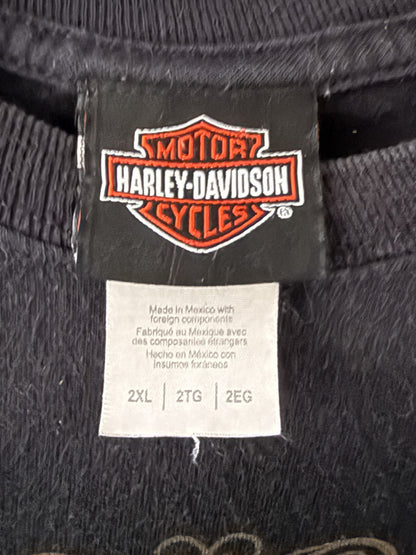 MOTOR
HARLEY-DAVIDSON
CYCLES
®
Made in Mexico with
foreign components
Fabriqué au Mexique avec
des composantes étrangers
Hecho en México con
insumos foráneos
2XL | 2TG | 2EG